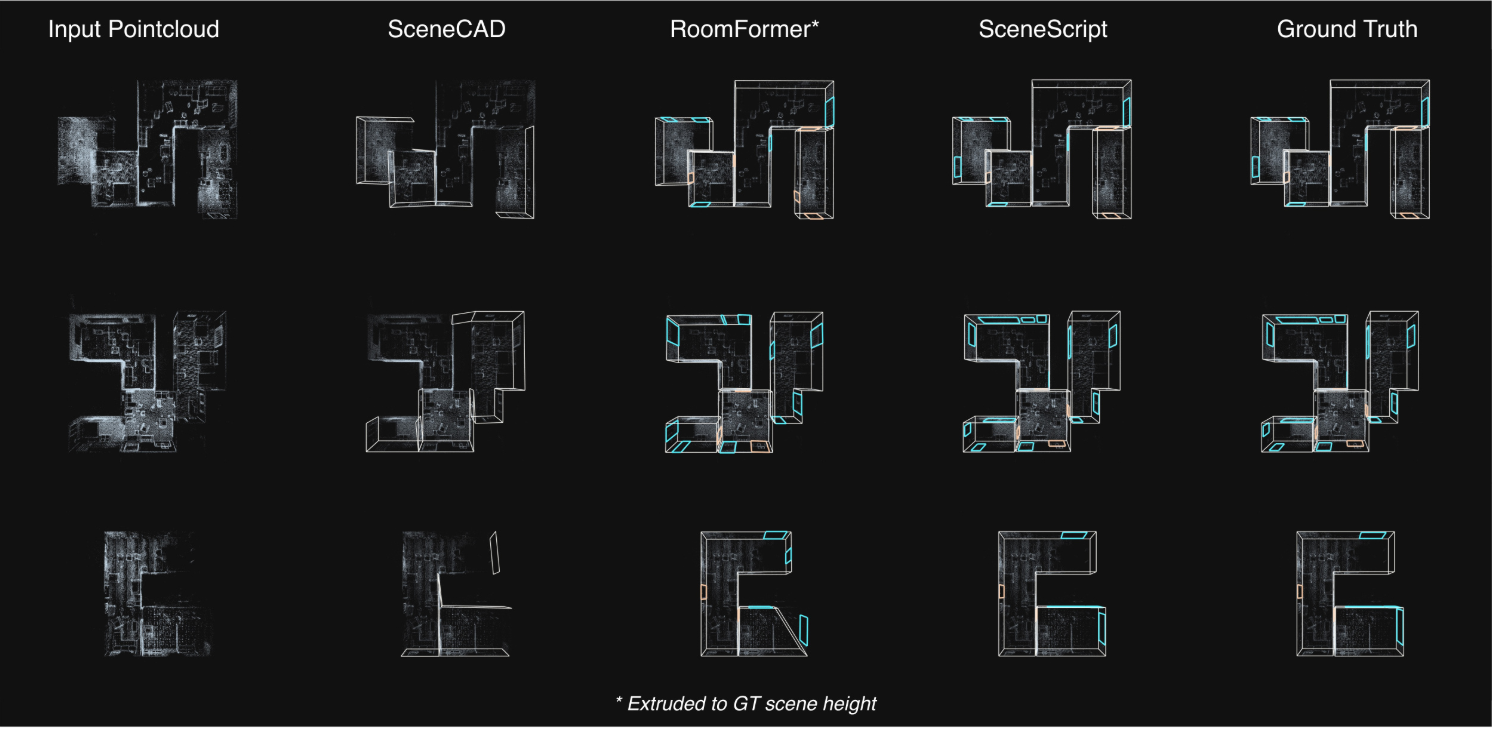 Input Pointcloud
SceneCAD
RoomFormer*
SceneScript
Ground Truth
* Extruded to GT scene height